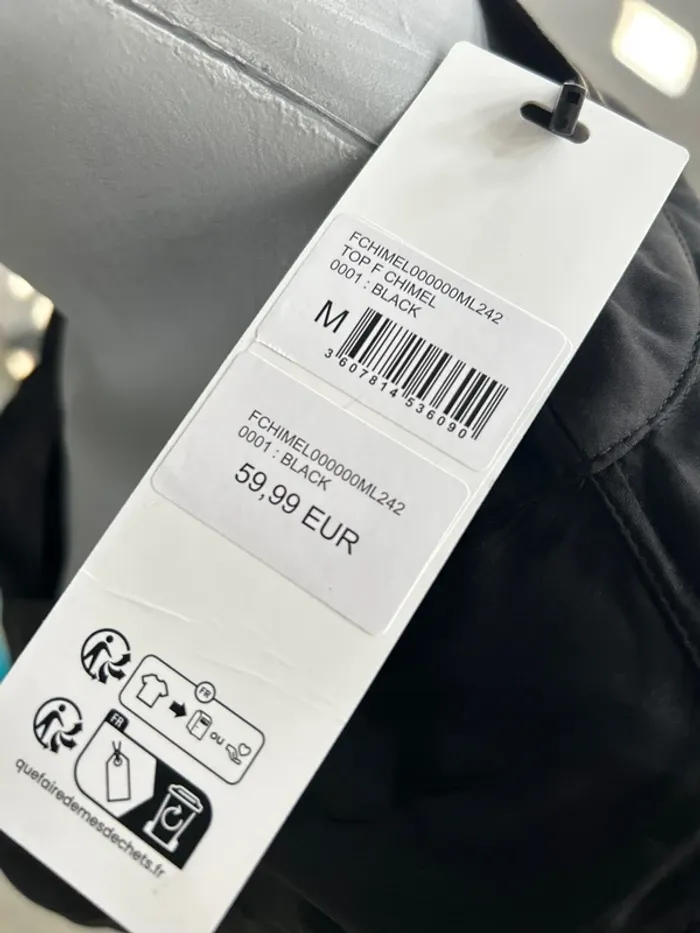 FCHIMEL000000ML242
TOP F CHIMEL
0001 : BLACK
M
3 607814 536090
FCHIMEL000000ML242
0001 : BLACK
59,99 EUR
FR
OU
FR
quefairedemesdechets.fr